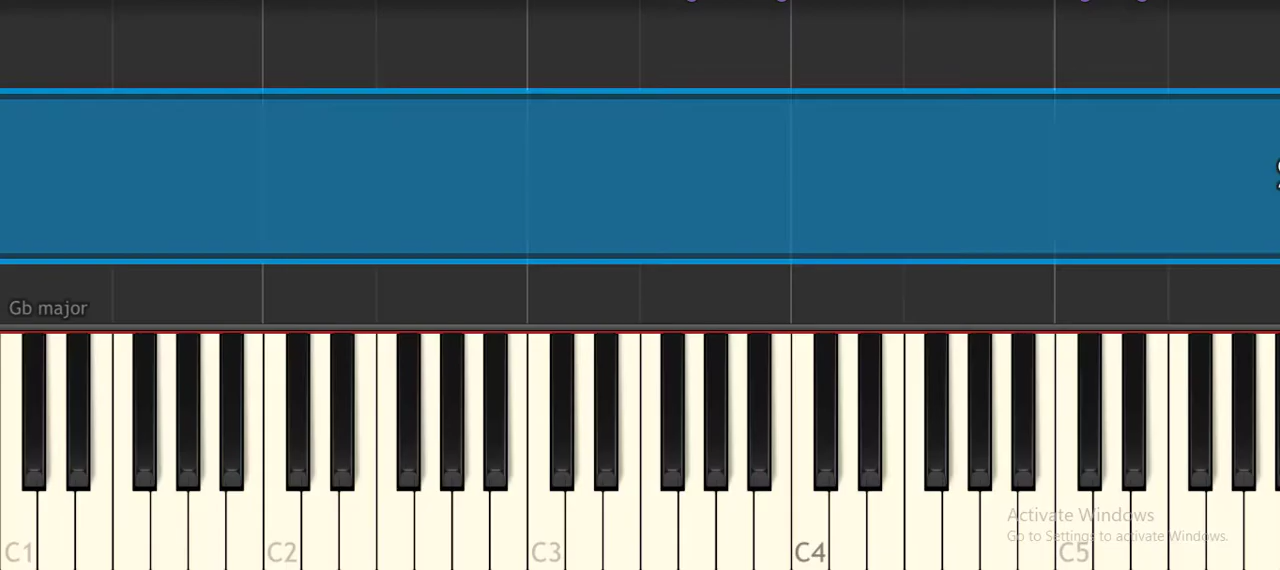 Gb major
Activate Windows
Go to Settings to activate Windows.
C1 C2 C3 C4 C5